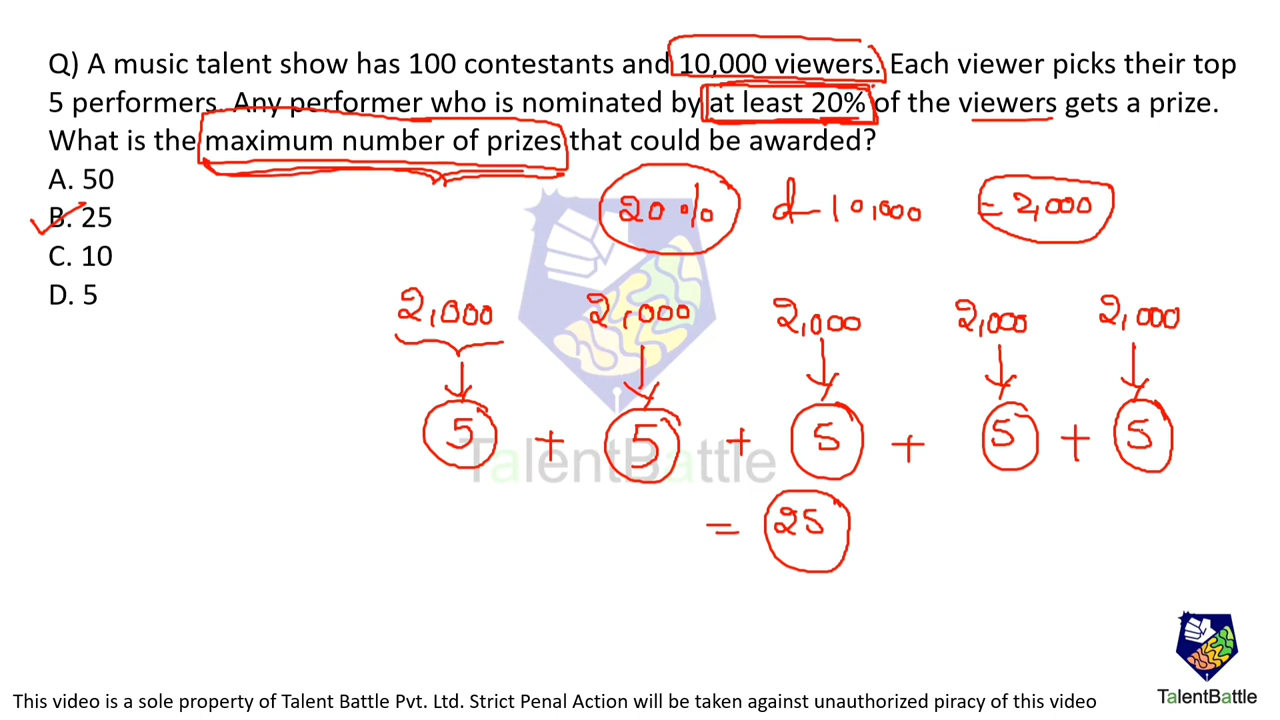 Q) A music talent show has 100 contestants and 10,000 viewers. Each viewer picks their top
5 performers. Any performer who is nominated by at least 20% of the viewers gets a prize.
What is the maximum number of prizes that could be awarded?
A. 50
B. 25
C. 10
D. 5
20% of 10,000 = 2,000
2,000 2,000 2,000 2,000 2,000
5 + 5 + 5 + 5 + 5
= 25
TalentBattle
TalentBattle
This video is a sole property of Talent Battle Pvt. Ltd. Strict Penal Action will be taken against unauthorized piracy of this video